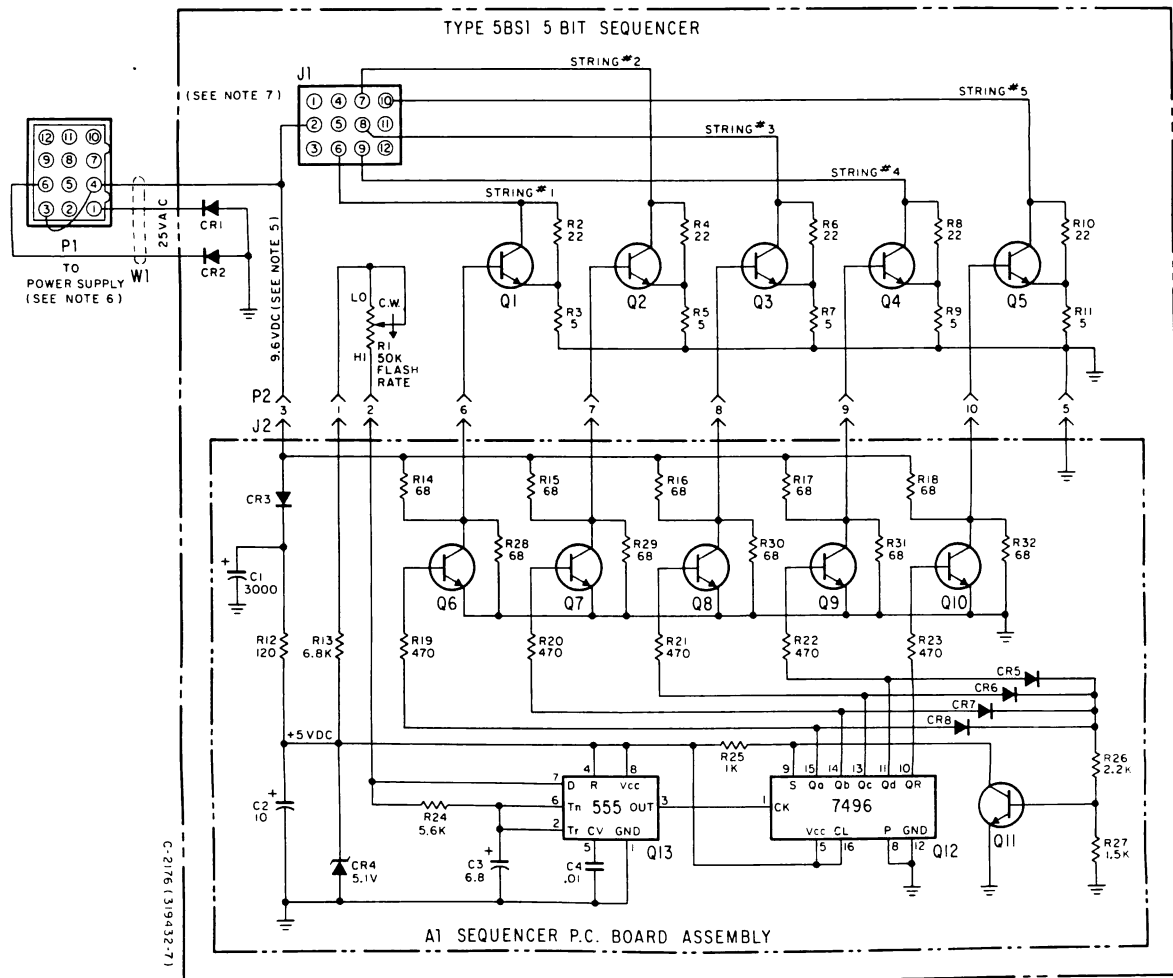 TYPE 5BS1 5 BIT SEQUENCER
STRING #2
J1
(SEE NOTE 7)
1 4 7 10
2 5 8 11
3 6 9 12
STRING #5
STRING #3
STRING #4
STRING #1
12 11 10
9 8 7
6 5 4
3 2 1
P1
TO
POWER SUPPLY
(SEE NOTE 6)
W1
25VAC
CR1
CR2
9.6VDC (SEE NOTE 5)
LO
C.W.
HI
R1
50K
FLASH
RATE
R2
22
R4
22
R6
22
R8
22
R10
22
Q1
Q2
Q3
Q4
Q5
R3
5
R5
5
R7
5
R9
5
R11
5
P2
3 1 2 6 7 8 9 10 5
J2
CR3
R14
68
R15
68
R16
68
R17
68
R18
68
R28
68
R29
68
R30
68
R31
68
R32
68
+
C1
3000
Q6
Q7
Q8
Q9
Q10
R12
120
R13
6.8K
R19
470
R20
470
R21
470
R22
470
R23
470
CR5
CR6
CR7
CR8
+5VDC
R25
1K
R26
2.2K
4 8
R Vcc
7 D
6 Tn
555 OUT 3
2 Tr CV GND
5 1
Q13
9 15 14 13 11 10
S Qa Qb Qc Qd QR
1 CK
7496
Vcc CL P GND
5 16 8 12
Q12
Q11
R27
1.5K
R24
5.6K
+
C2
10
CR4
5.1V
+
C3
6.8
C4
.01
A1 SEQUENCER P.C. BOARD ASSEMBLY
C-2176 (319432-7)